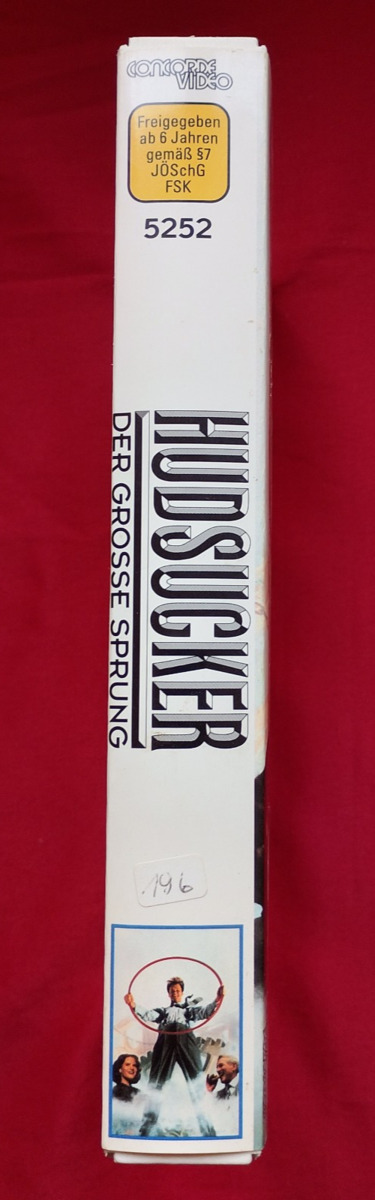 CONCORDE
VIDEO
Freigegeben
ab 6 Jahren
gemäß §7
JÖSchG
FSK
5252
HUDSUCKER
DER GROSSE SPRUNG
196